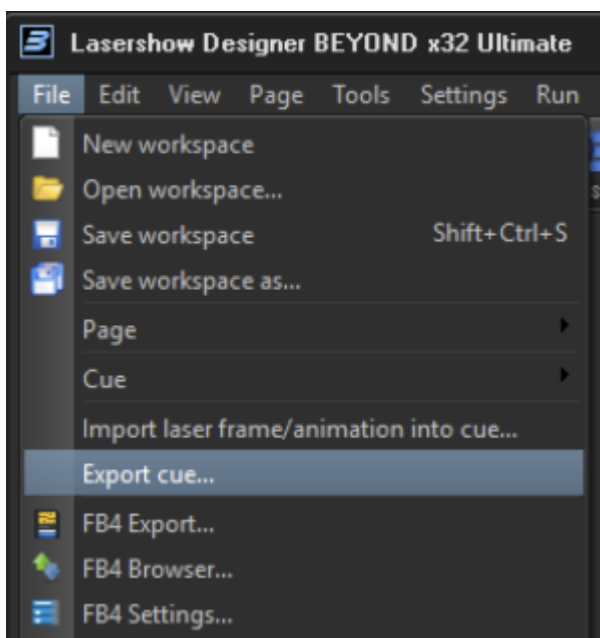 Lasershow Designer BEYOND x32 Ultimate
File Edit View Page Tools Settings Run
New workspace
Open workspace...
Save workspace Shift+Ctrl+S
Save workspace as...
Page
Cue
Import laser frame/animation into cue...
Export cue...
FB4 Export...
FB4 Browser...
FB4 Settings...